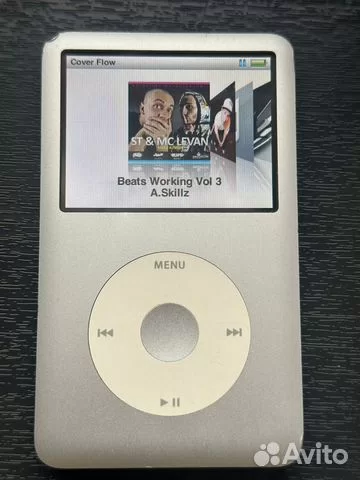 Cover Flow
ST & MC LEVAN
Beats Working Vol 3
A.Skillz
MENU
Avito